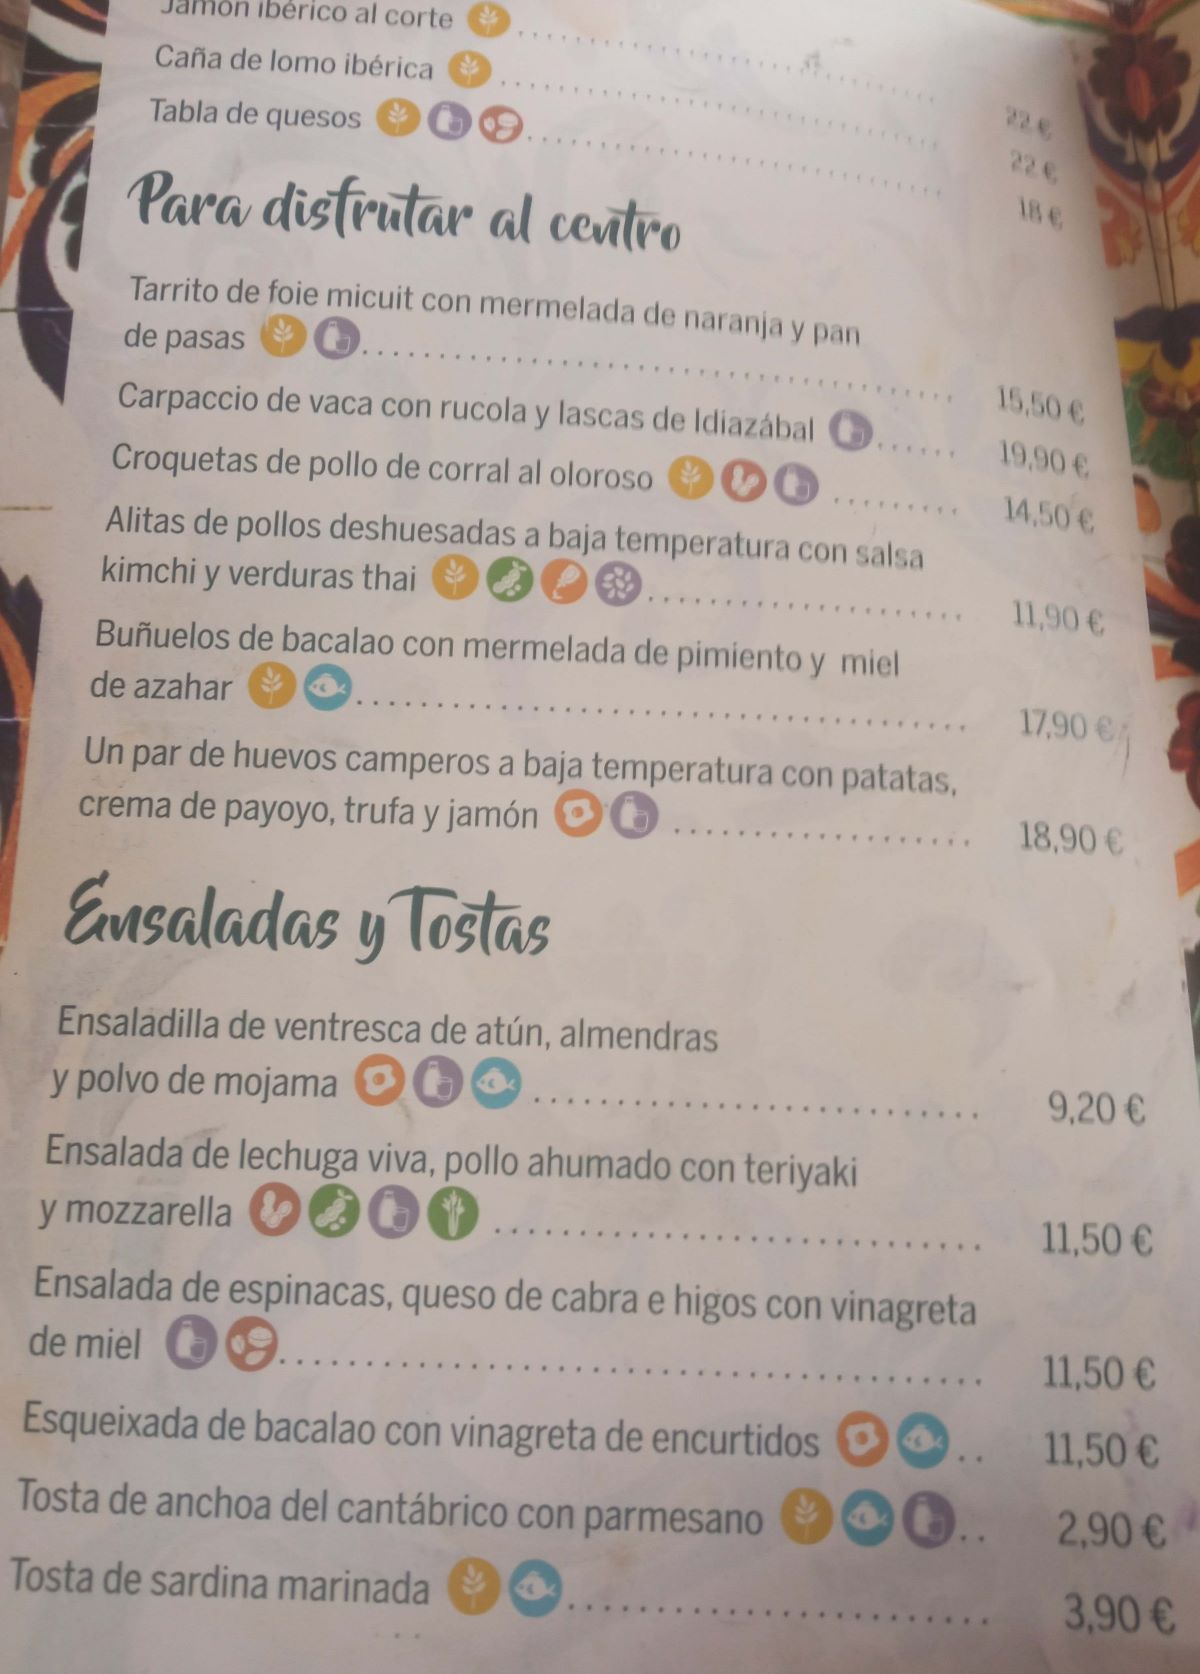 Jamón ibérico al corte 22 €
Caña de lomo ibérica 22 €
Tabla de quesos 18 €
Para disfrutar al centro
Tarrito de foie micuit con mermelada de naranja y pan
de pasas 15,50 €
Carpaccio de vaca con rucola y lascas de Idiazábal 19,90 €
Croquetas de pollo de corral al oloroso 14,50 €
Alitas de pollos deshuesadas a baja temperatura con salsa
kimchi y verduras thai 11,90 €
Buñuelos de bacalao con mermelada de pimiento y miel
de azahar 17,90 €
Un par de huevos camperos a baja temperatura con patatas,
crema de payoyo, trufa y jamón 18,90 €
Ensaladas y Tostas
Ensaladilla de ventresca de atún, almendras
y polvo de mojama 9,20 €
Ensalada de lechuga viva, pollo ahumado con teriyaki
y mozzarella 11,50 €
Ensalada de espinacas, queso de cabra e higos con vinagreta
de miel 11,50 €
Esqueixada de bacalao con vinagreta de encurtidos 11,50 €
Tosta de anchoa del cantábrico con parmesano 2,90 €
Tosta de sardina marinada 3,90 €